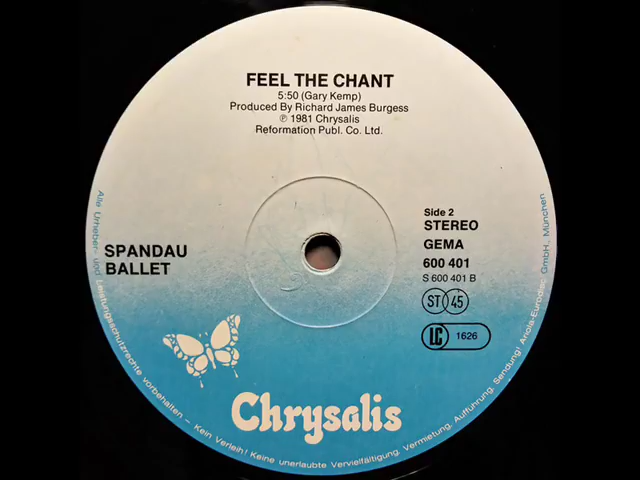 FEEL THE CHANT
5:50 (Gary Kemp)
Produced By Richard James Burgess
℗ 1981 Chrysalis
Reformation Publ. Co. Ltd.
SPANDAU
BALLET
Side 2
STEREO
GEMA
600 401
S 600 401 B
ST 45
LC 1626
Chrysalis
Alle Urheber- und Leistungsschutzrechte vorbehalten – Kein Verleih! Keine unerlaubte Vervielfältigung, Vermietung, Aufführung, Sendung! Ariola-Eurodisc GmbH., München